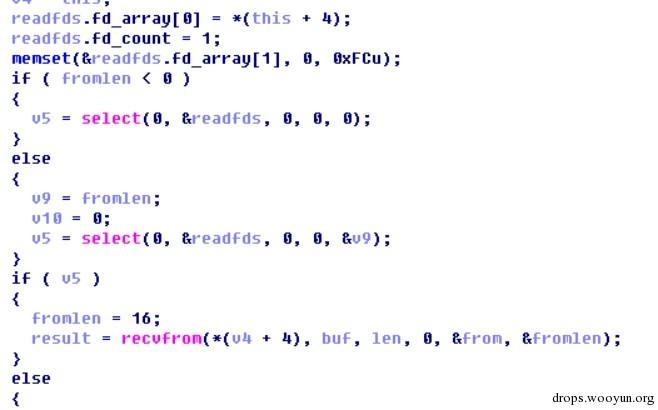 readfds.fd_array[0] = *(this + 4);
readfds.fd_count = 1;
memset(&readfds.fd_array[1], 0, 0xFCu);
if ( fromlen < 0 )
{
v5 = select(0, &readfds, 0, 0, 0);
}
else
{
v9 = fromlen;
v10 = 0;
v5 = select(0, &readfds, 0, 0, &v9);
}
if ( v5 )
{
fromlen = 16;
result = recvfrom(*(v4 + 4), buf, len, 0, &from, &fromlen);
}
else
{
drops.wooyun.org